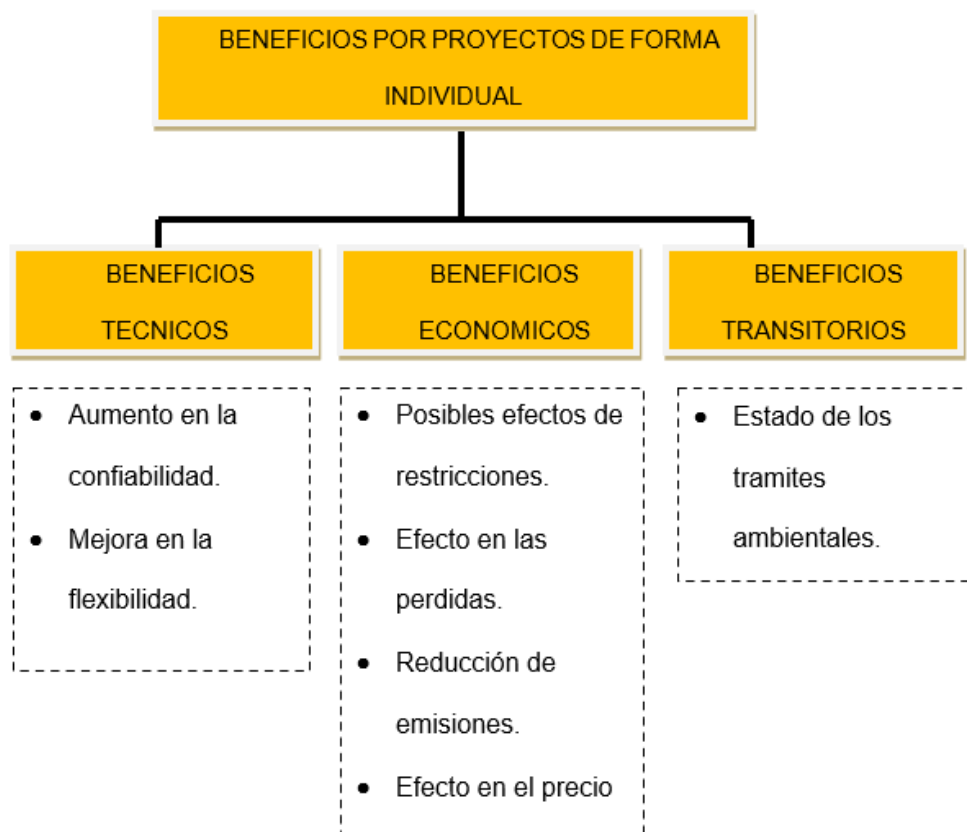 BENEFICIOS POR PROYECTOS DE FORMA
INDIVIDUAL
BENEFICIOS
TECNICOS
• Aumento en la
confiabilidad.
• Mejora en la
flexibilidad.
BENEFICIOS
ECONOMICOS
• Posibles efectos de
restricciones.
• Efecto en las
perdidas.
• Reducción de
emisiones.
• Efecto en el precio
BENEFICIOS
TRANSITORIOS
• Estado de los
tramites
ambientales.